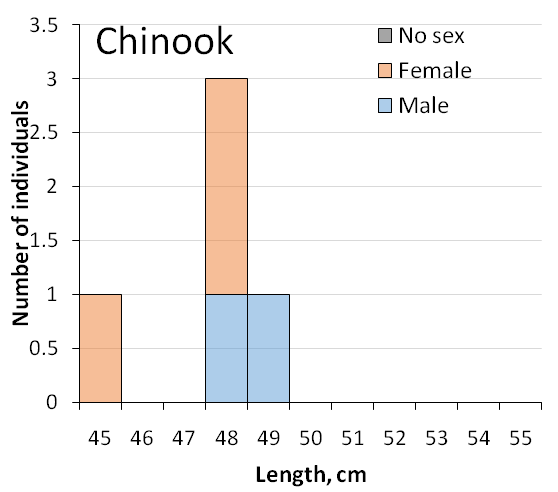 Chinook
No sex
Female
Male
Number of individuals
3.5
3
2.5
2
1.5
1
0.5
0
45 46 47 48 49 50 51 52 53 54 55
Length, cm